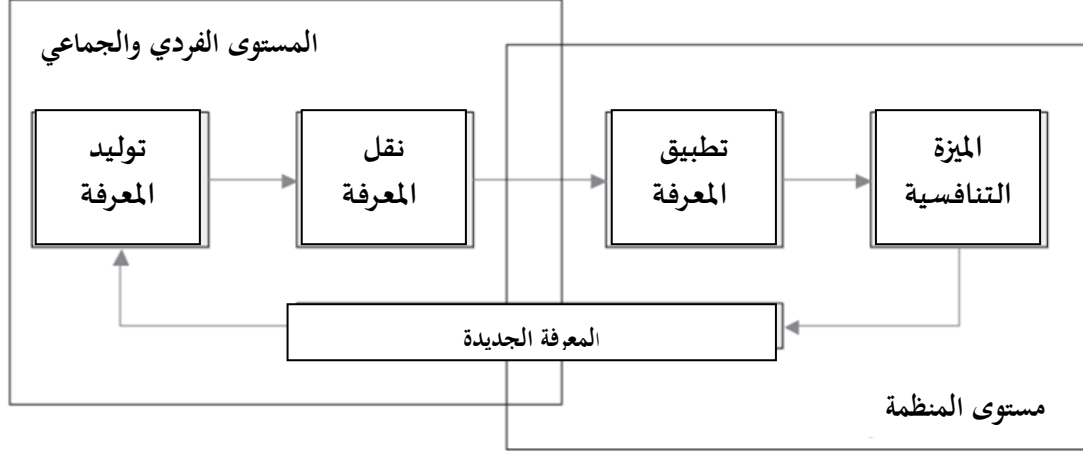 المستوى الفردي والجماعي
توليد
المعرفة
نقل
المعرفة
تطبيق
المعرفة
الميزة
التنافسية
المعرفة الجديدة
مستوى المنظمة